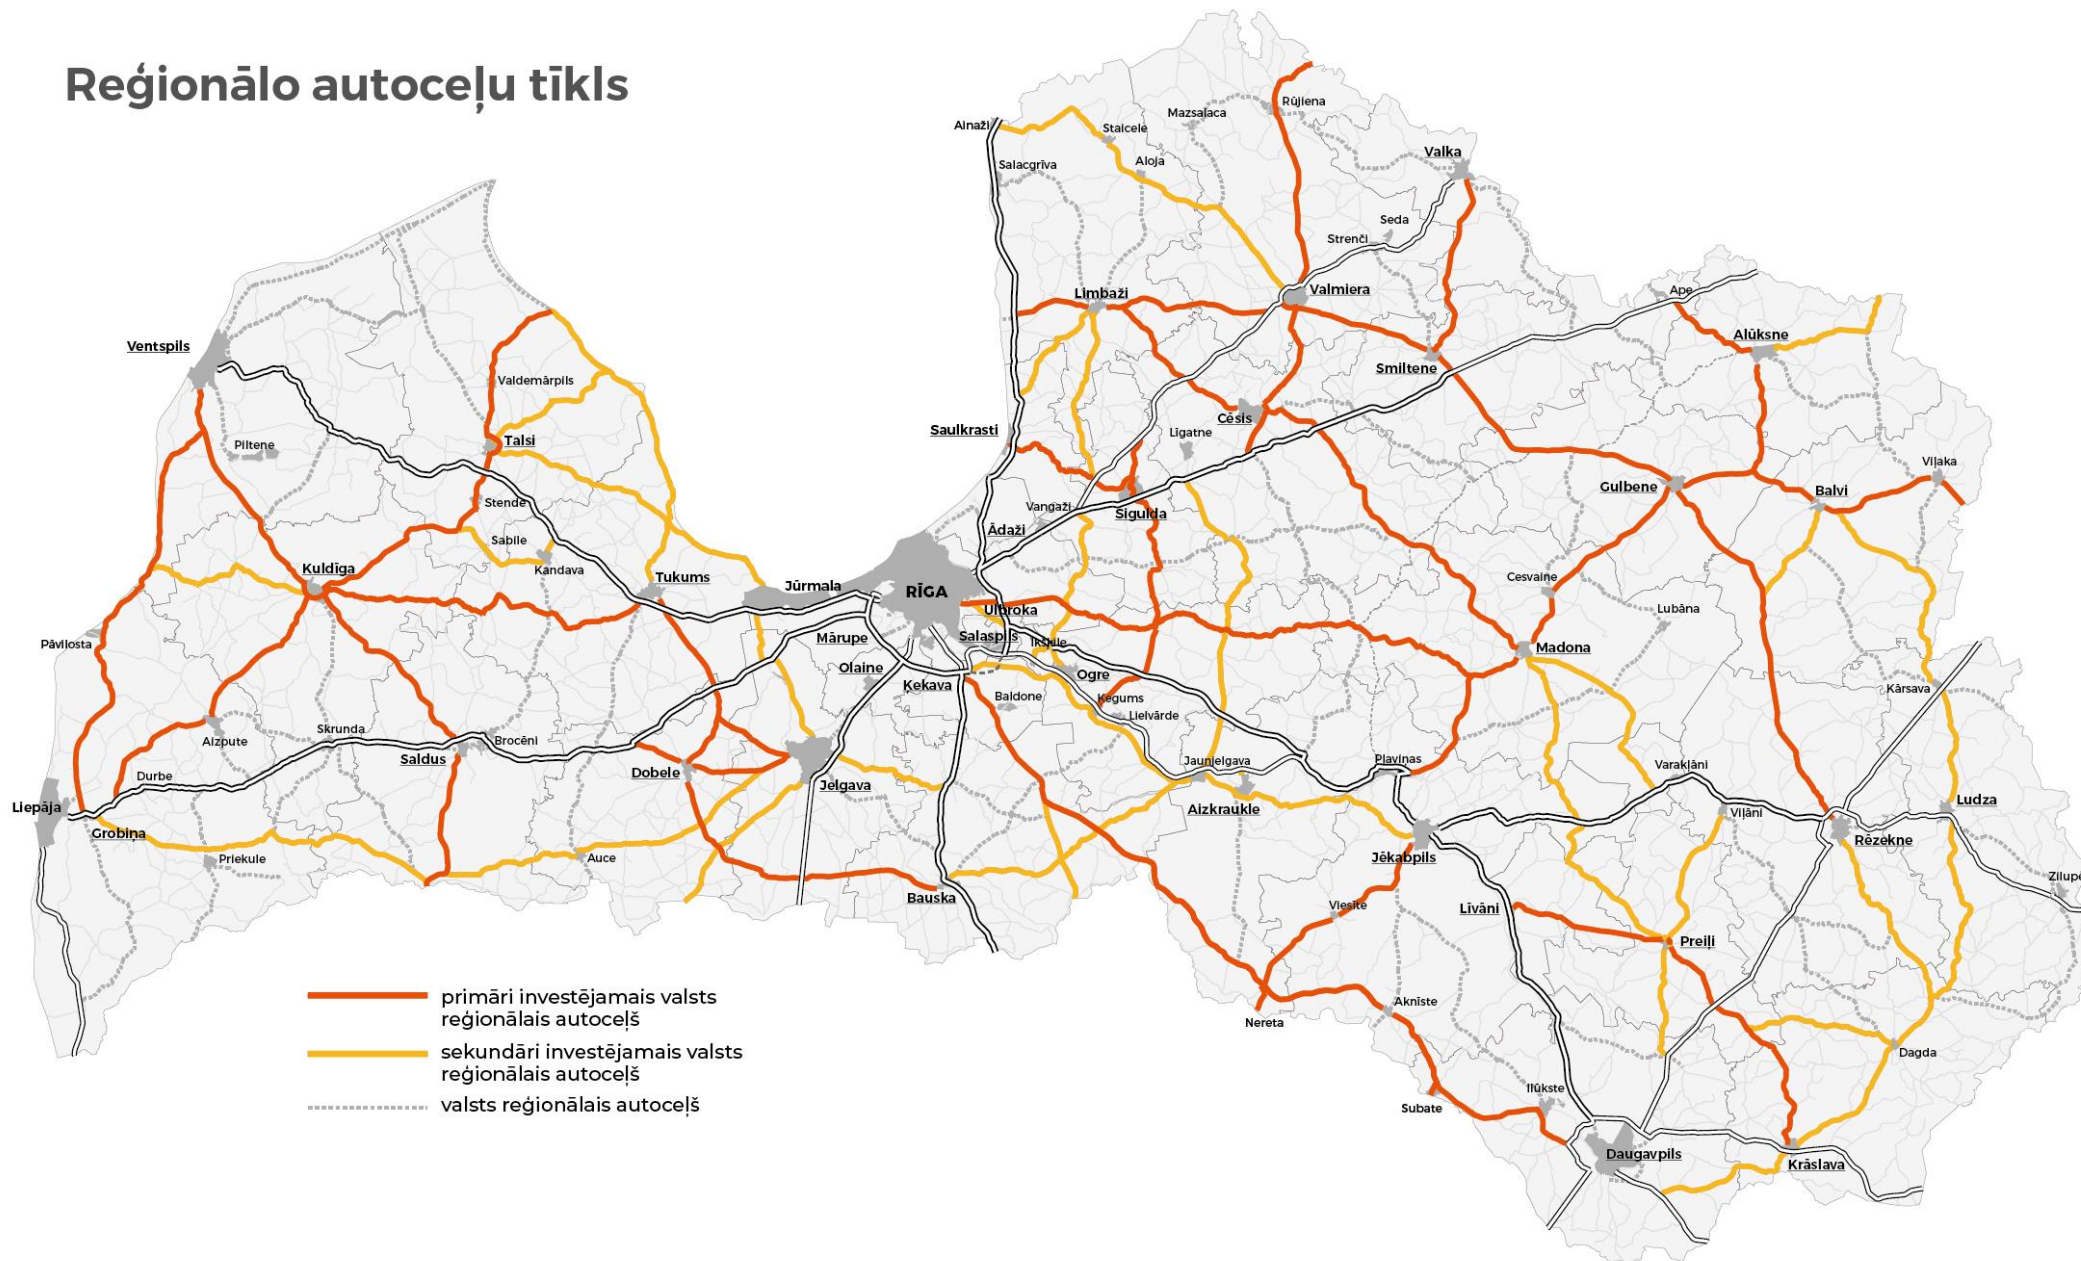 Reģionālo autoceļu tīkls
Rūjiena
Mazsalaca
Ainaži
Staicele
Valka
Aloja
Salacgrīva
Seda
Strenči
Ape
Limbaži
Valmiera
Alūksne
Ventspils
Smiltene
Valdemārpils
Cēsis
Saulkrasti
Līgatne
Talsi
Piltene
Viļaka
Gulbene
Balvi
Stende
Vangaži
Sigulda
Ādaži
Sabile
Kandava
Kuldīga
Tukums
Cesvaine
Jūrmala
RĪGA
Lubāna
Ulbroka
Mārupe
Salaspils
Ikšķile
Pāvilosta
Madona
Olaine
Ogre
Ķekava
Kārsava
Baldone
Ķegums
Lielvārde
Skrunda
Aizpute
Brocēni
Saldus
Pļaviņas
Jaunjelgava
Varakļāni
Dobele
Durbe
Jelgava
Liepāja
Aizkraukle
Ludza
Viļāni
Grobiņa
Rēzekne
Priekule
Auce
Jēkabpils
Zilupe
Bauska
Viesīte
Līvāni
Preiļi
primāri investējamais valsts
reģionālais autoceļš
Aknīste
Nereta
sekundāri investējamais valsts
reģionālais autoceļš
Dagda
Ilūkste
valsts reģionālais autoceļš
Subate
Daugavpils
Krāslava